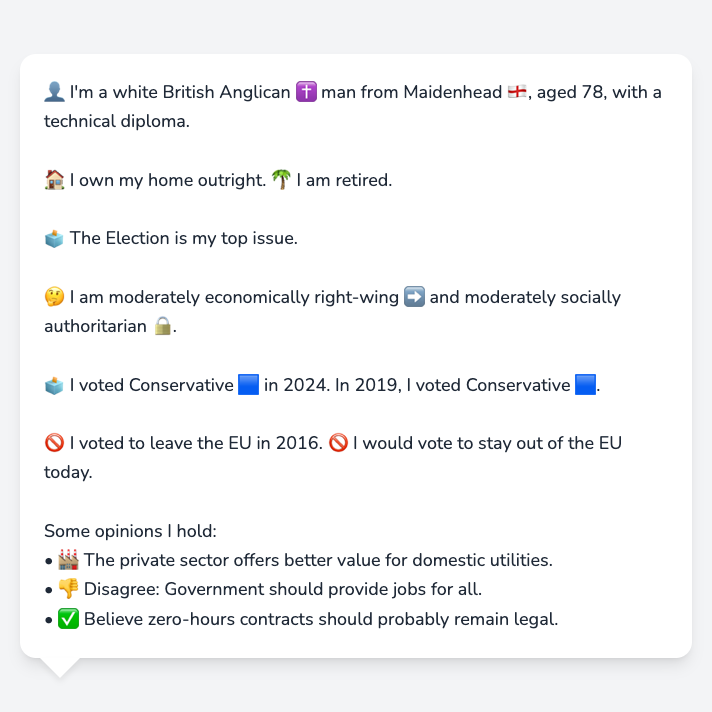 👤 I'm a white British Anglican ✝️ man from Maidenhead 🏴󠁧󠁢󠁥󠁮󠁧󠁿, aged 78, with a
technical diploma.
🏠 I own my home outright. 🌴 I am retired.
🗳️ The Election is my top issue.
🤔 I am moderately economically right-wing ➡️ and moderately socially
authoritarian 🔒.
🗳️ I voted Conservative 🟦 in 2024. In 2019, I voted Conservative 🟦.
🚫 I voted to leave the EU in 2016. 🚫 I would vote to stay out of the EU
today.
Some opinions I hold:
• 🏭 The private sector offers better value for domestic utilities.
• 👎 Disagree: Government should provide jobs for all.
• ✅ Believe zero-hours contracts should probably remain legal.